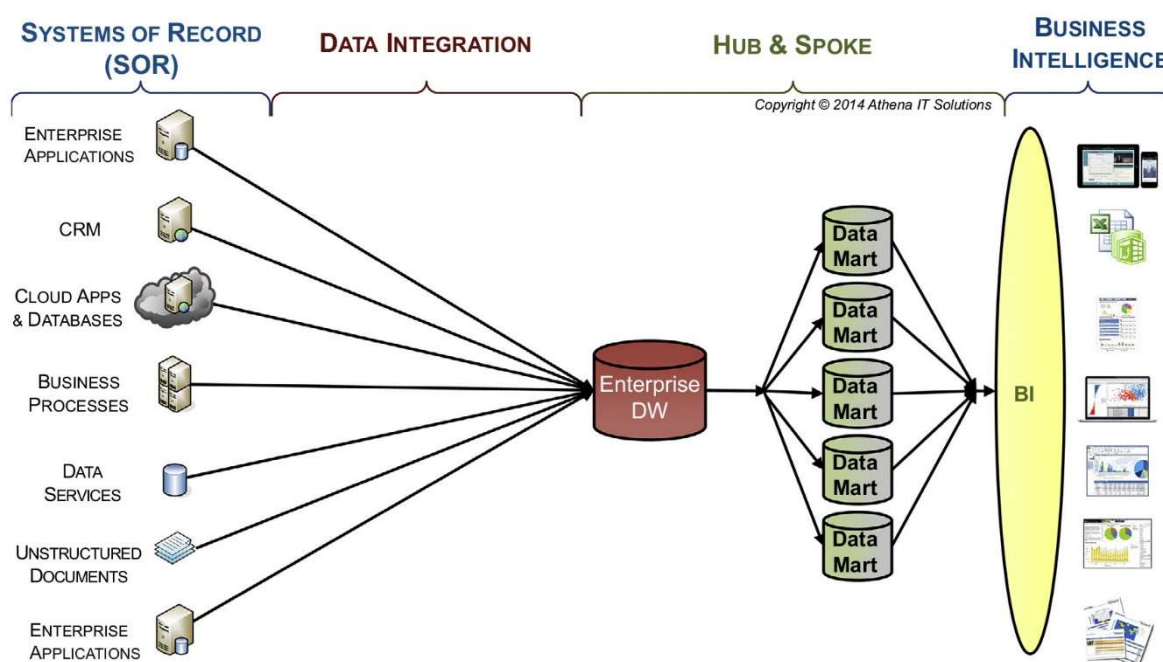 SYSTEMS OF RECORD
(SOR)
DATA INTEGRATION
HUB & SPOKE
BUSINESS
INTELLIGENCE
Copyright © 2014 Athena IT Solutions
ENTERPRISE
APPLICATIONS
CRM
CLOUD APPS
& DATABASES
BUSINESS
PROCESSES
DATA
SERVICES
UNSTRUCTURED
DOCUMENTS
ENTERPRISE
APPLICATIONS
Enterprise
DW
Data
Mart
Data
Mart
Data
Mart
Data
Mart
Data
Mart
BI